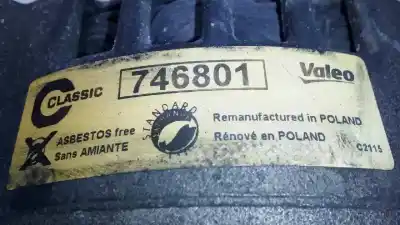 C CLASSIC
746801
Valeo
ASBESTOS free
Sans AMIANTE
STANDARD
Remanufactured in POLAND
Rénové en POLAND
C2115